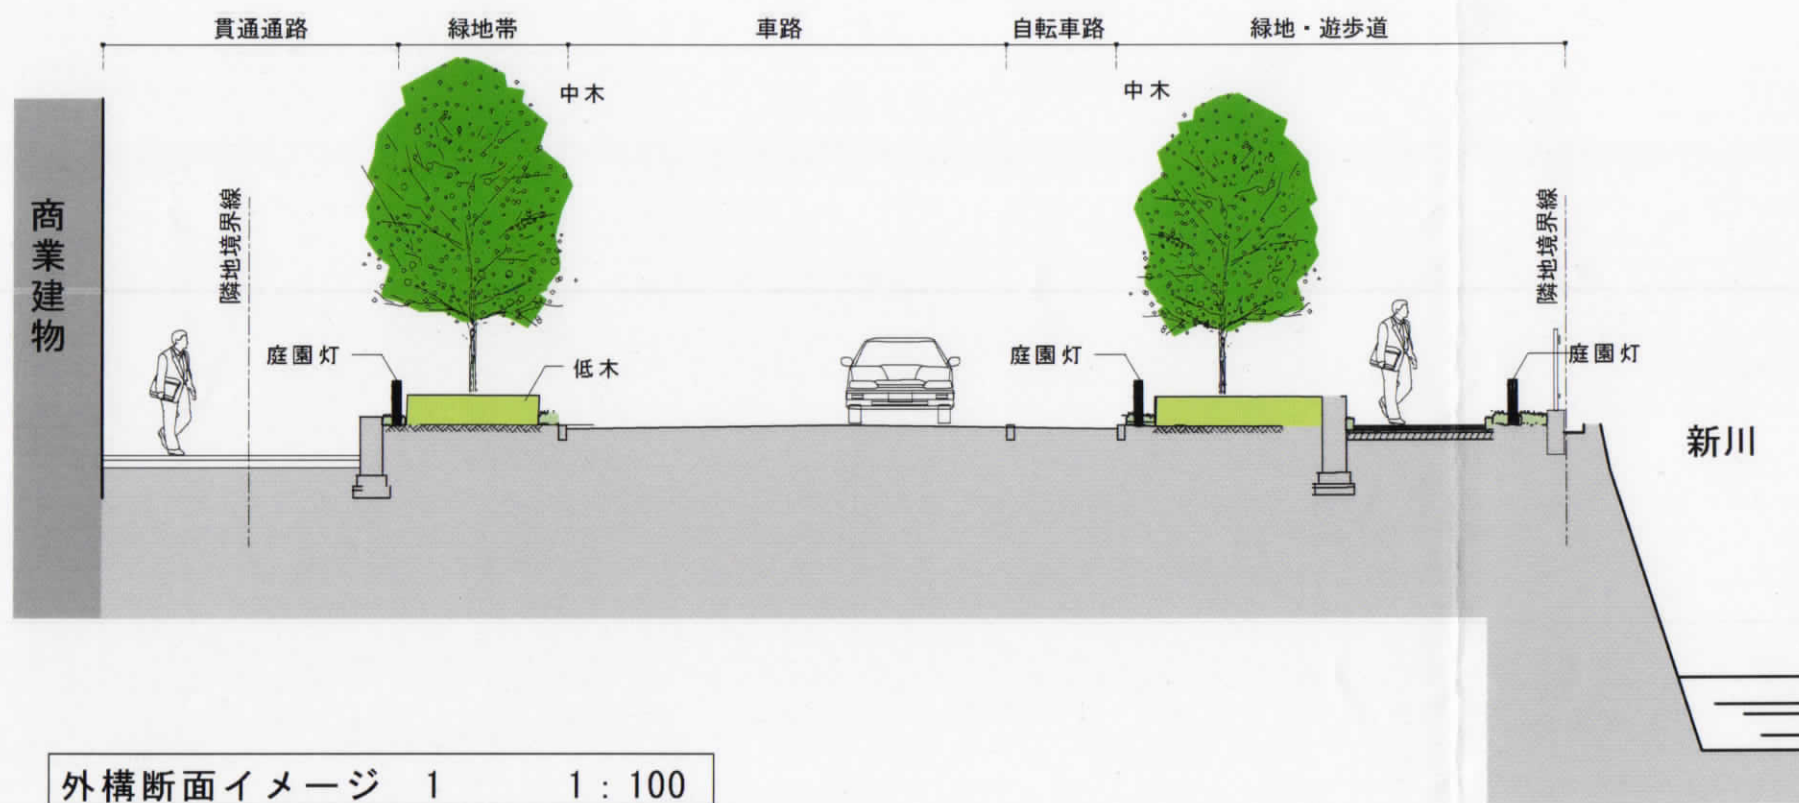 貫通通路 緑地帯 車路 自転車路 緑地・遊歩道
中木 中木
商業建物
隣地境界線
隣地境界線
庭園灯 低木 庭園灯 庭園灯
新川
外構断面イメージ 1 1:100